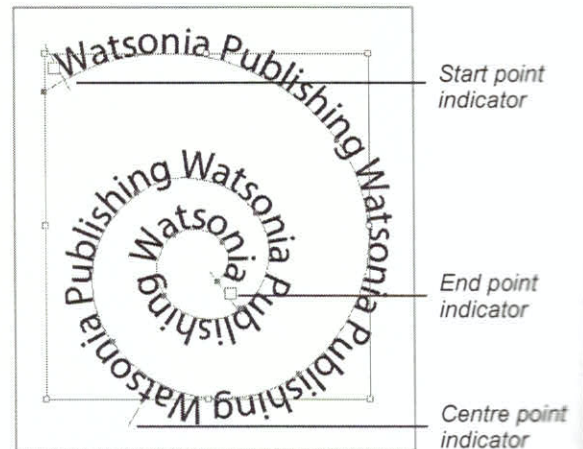 Watsonia Publishing Watsonia Publishing Watsonia Publishing Watsonia Publishing Watsonia
Start point
indicator
End point
indicator
Centre point
indicator